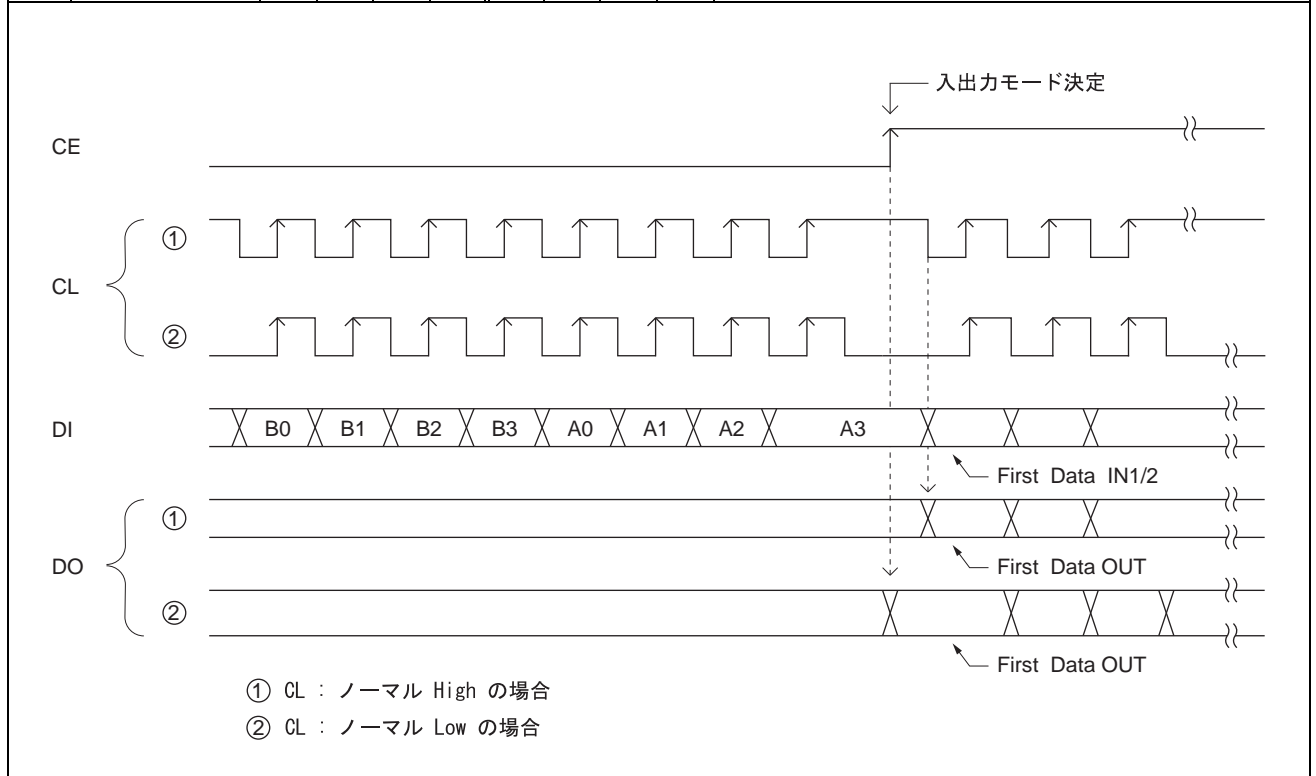 入出力モード決定
CE
CL
①
②
DI
B0 B1 B2 B3 A0 A1 A2 A3
First Data IN1/2
DO
①
First Data OUT
②
First Data OUT
① CL : ノーマル High の場合
② CL : ノーマル Low の場合